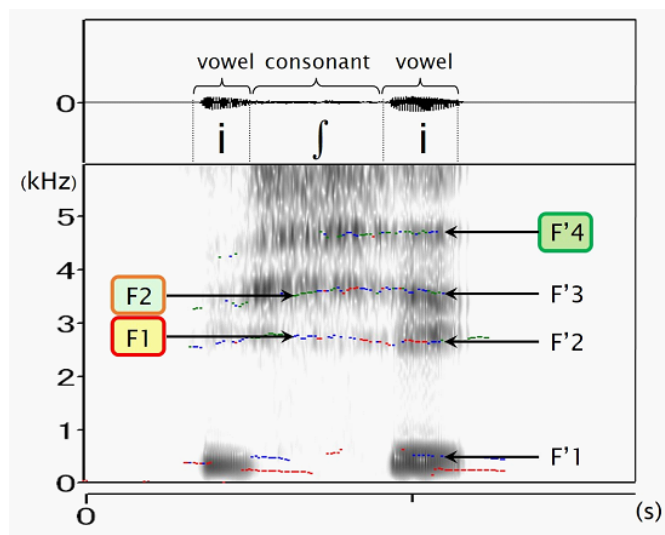 vowel consonant vowel
0
i ʃ i
(kHz)
5
F'4
4
F2 F'3
3
F1 F'2
2
1
F'1
0
0 (s)